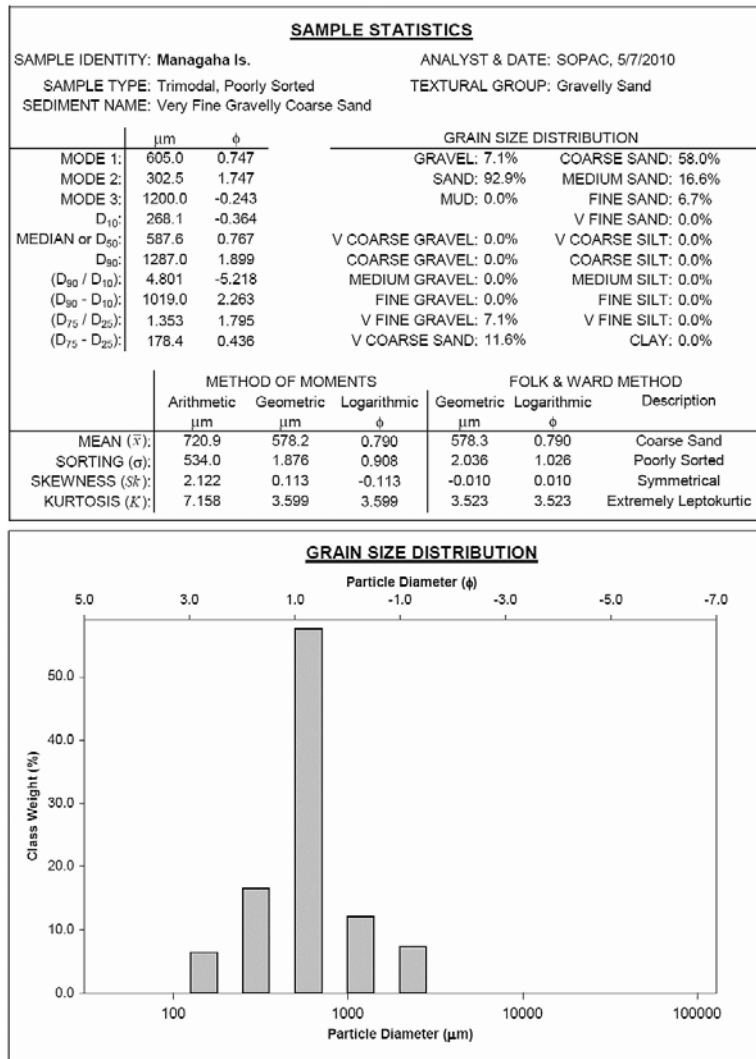 SAMPLE STATISTICS
SAMPLE IDENTITY: Managaha Is. ANALYST & DATE: SOPAC, 5/7/2010
SAMPLE TYPE: Trimodal, Poorly Sorted TEXTURAL GROUP: Gravelly Sand
SEDIMENT NAME: Very Fine Gravelly Coarse Sand
μm ϕ GRAIN SIZE DISTRIBUTION
MODE 1: 605.0 0.747 GRAVEL: 7.1% COARSE SAND: 58.0%
MODE 2: 302.5 1.747 SAND: 92.9% MEDIUM SAND: 16.6%
MODE 3: 1200.0 -0.243 MUD: 0.0% FINE SAND: 6.7%
D10: 268.1 -0.364 V FINE SAND: 0.0%
MEDIAN or D50: 587.6 0.767 V COARSE GRAVEL: 0.0% V COARSE SILT: 0.0%
D90: 1287.0 1.899 COARSE GRAVEL: 0.0% COARSE SILT: 0.0%
(D90 / D10): 4.801 -5.218 MEDIUM GRAVEL: 0.0% MEDIUM SILT: 0.0%
(D90 - D10): 1019.0 2.263 FINE GRAVEL: 0.0% FINE SILT: 0.0%
(D75 / D25): 1.353 1.795 V FINE GRAVEL: 7.1% V FINE SILT: 0.0%
(D75 - D25): 178.4 0.436 V COARSE SAND: 11.6% CLAY: 0.0%
METHOD OF MOMENTS FOLK & WARD METHOD
Arithmetic Geometric Logarithmic Geometric Logarithmic Description
μm μm ϕ μm ϕ
MEAN (x̄): 720.9 578.2 0.790 578.3 0.790 Coarse Sand
SORTING (σ): 534.0 1.876 0.908 2.036 1.026 Poorly Sorted
SKEWNESS (Sk): 2.122 0.113 -0.113 -0.010 0.010 Symmetrical
KURTOSIS (K): 7.158 3.599 3.599 3.523 3.523 Extremely Leptokurtic
GRAIN SIZE DISTRIBUTION
Particle Diameter (ϕ)
5.0 3.0 1.0 -1.0 -3.0 -5.0 -7.0
50.0
40.0
30.0
20.0
10.0
0.0
Class Weight (%)
100 1000 10000 100000
Particle Diameter (μm)